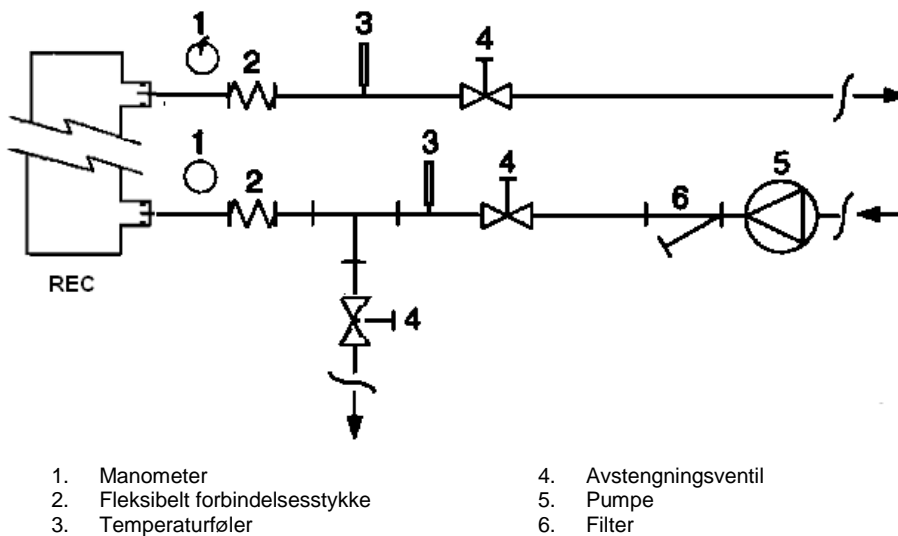 1
2
3
4
1
2
3
4
6
5
REC
4
1. Manometer
2. Fleksibelt forbindelsesstykke
3. Temperaturføler
4. Avstengningsventil
5. Pumpe
6. Filter